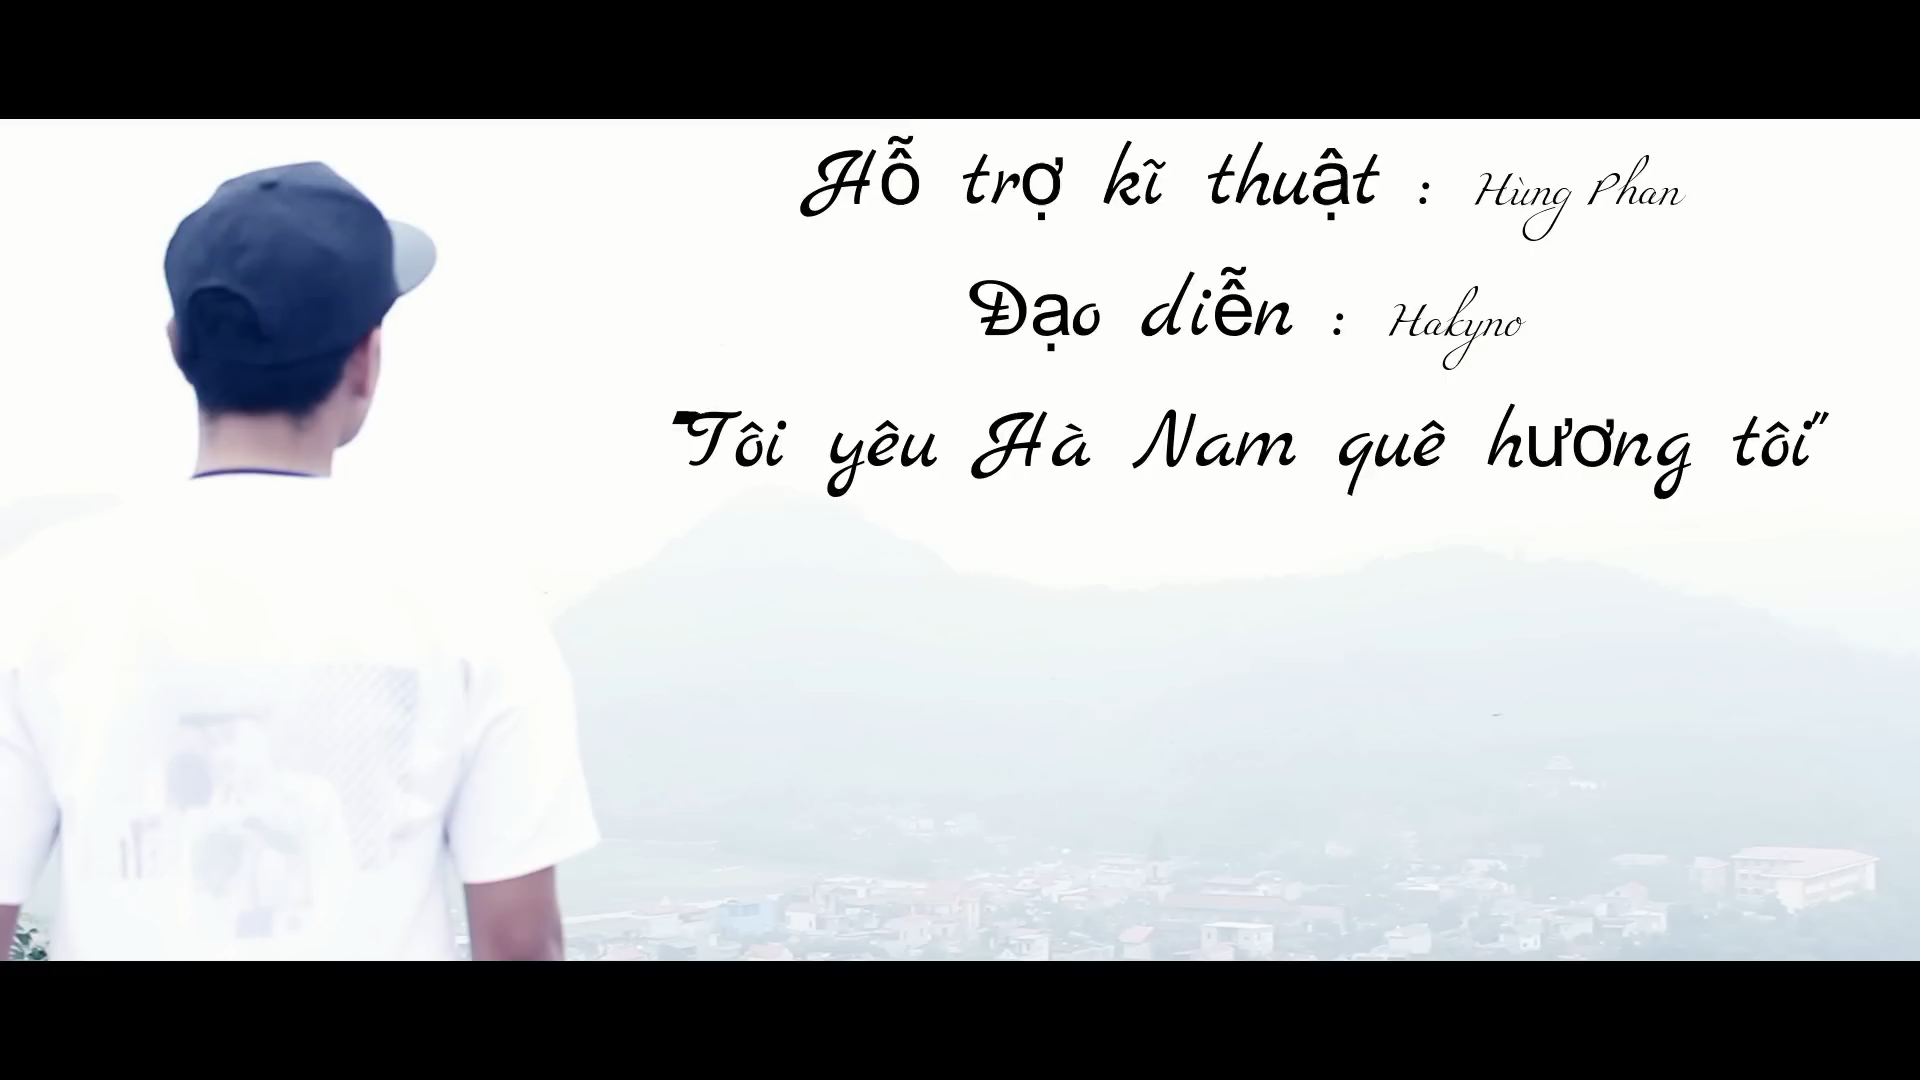 Hỗ trợ kĩ thuật : Hùng Phan
Đạo diễn : Hakyno
"Tôi yêu Hà Nam quê hương tôi"